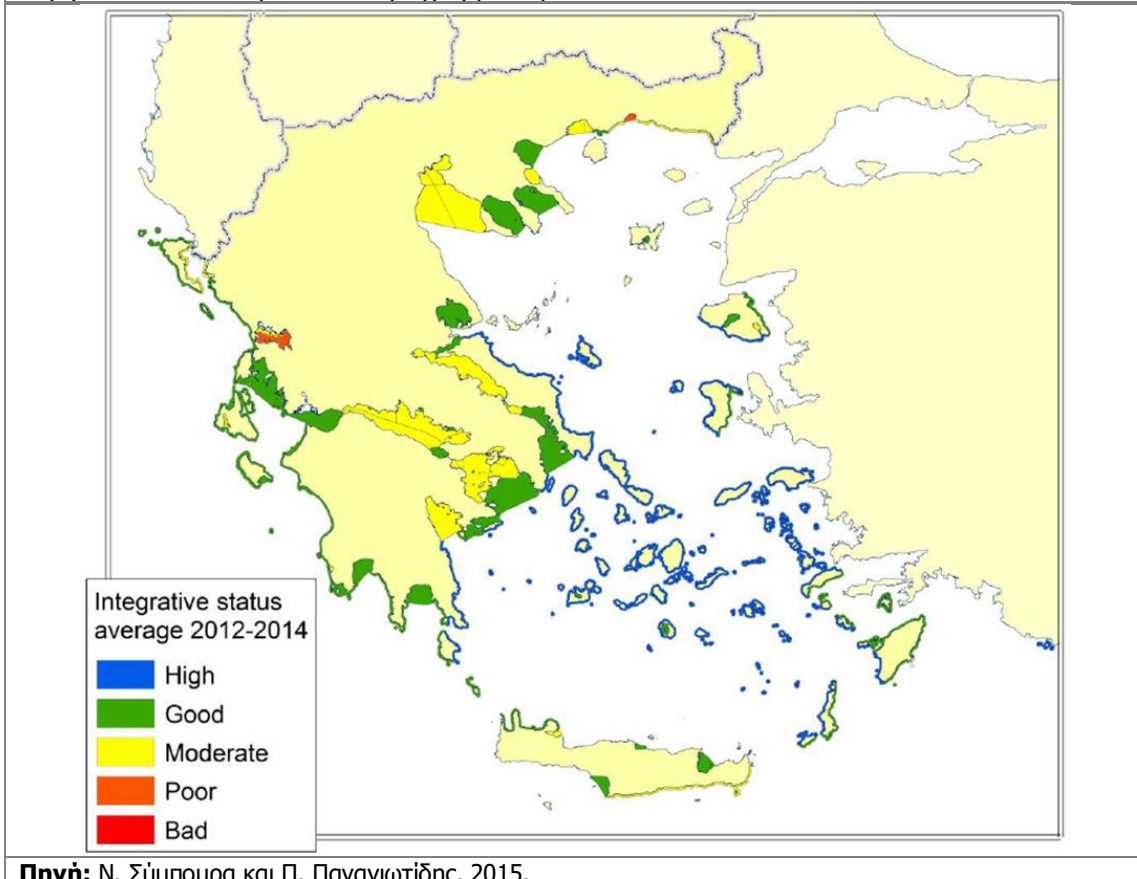 Integrative status
average 2012-2014
High
Good
Moderate
Poor
Bad
Πηγή: Ν. Σύμπουρα και Π. Παναγιωτίδης, 2015.